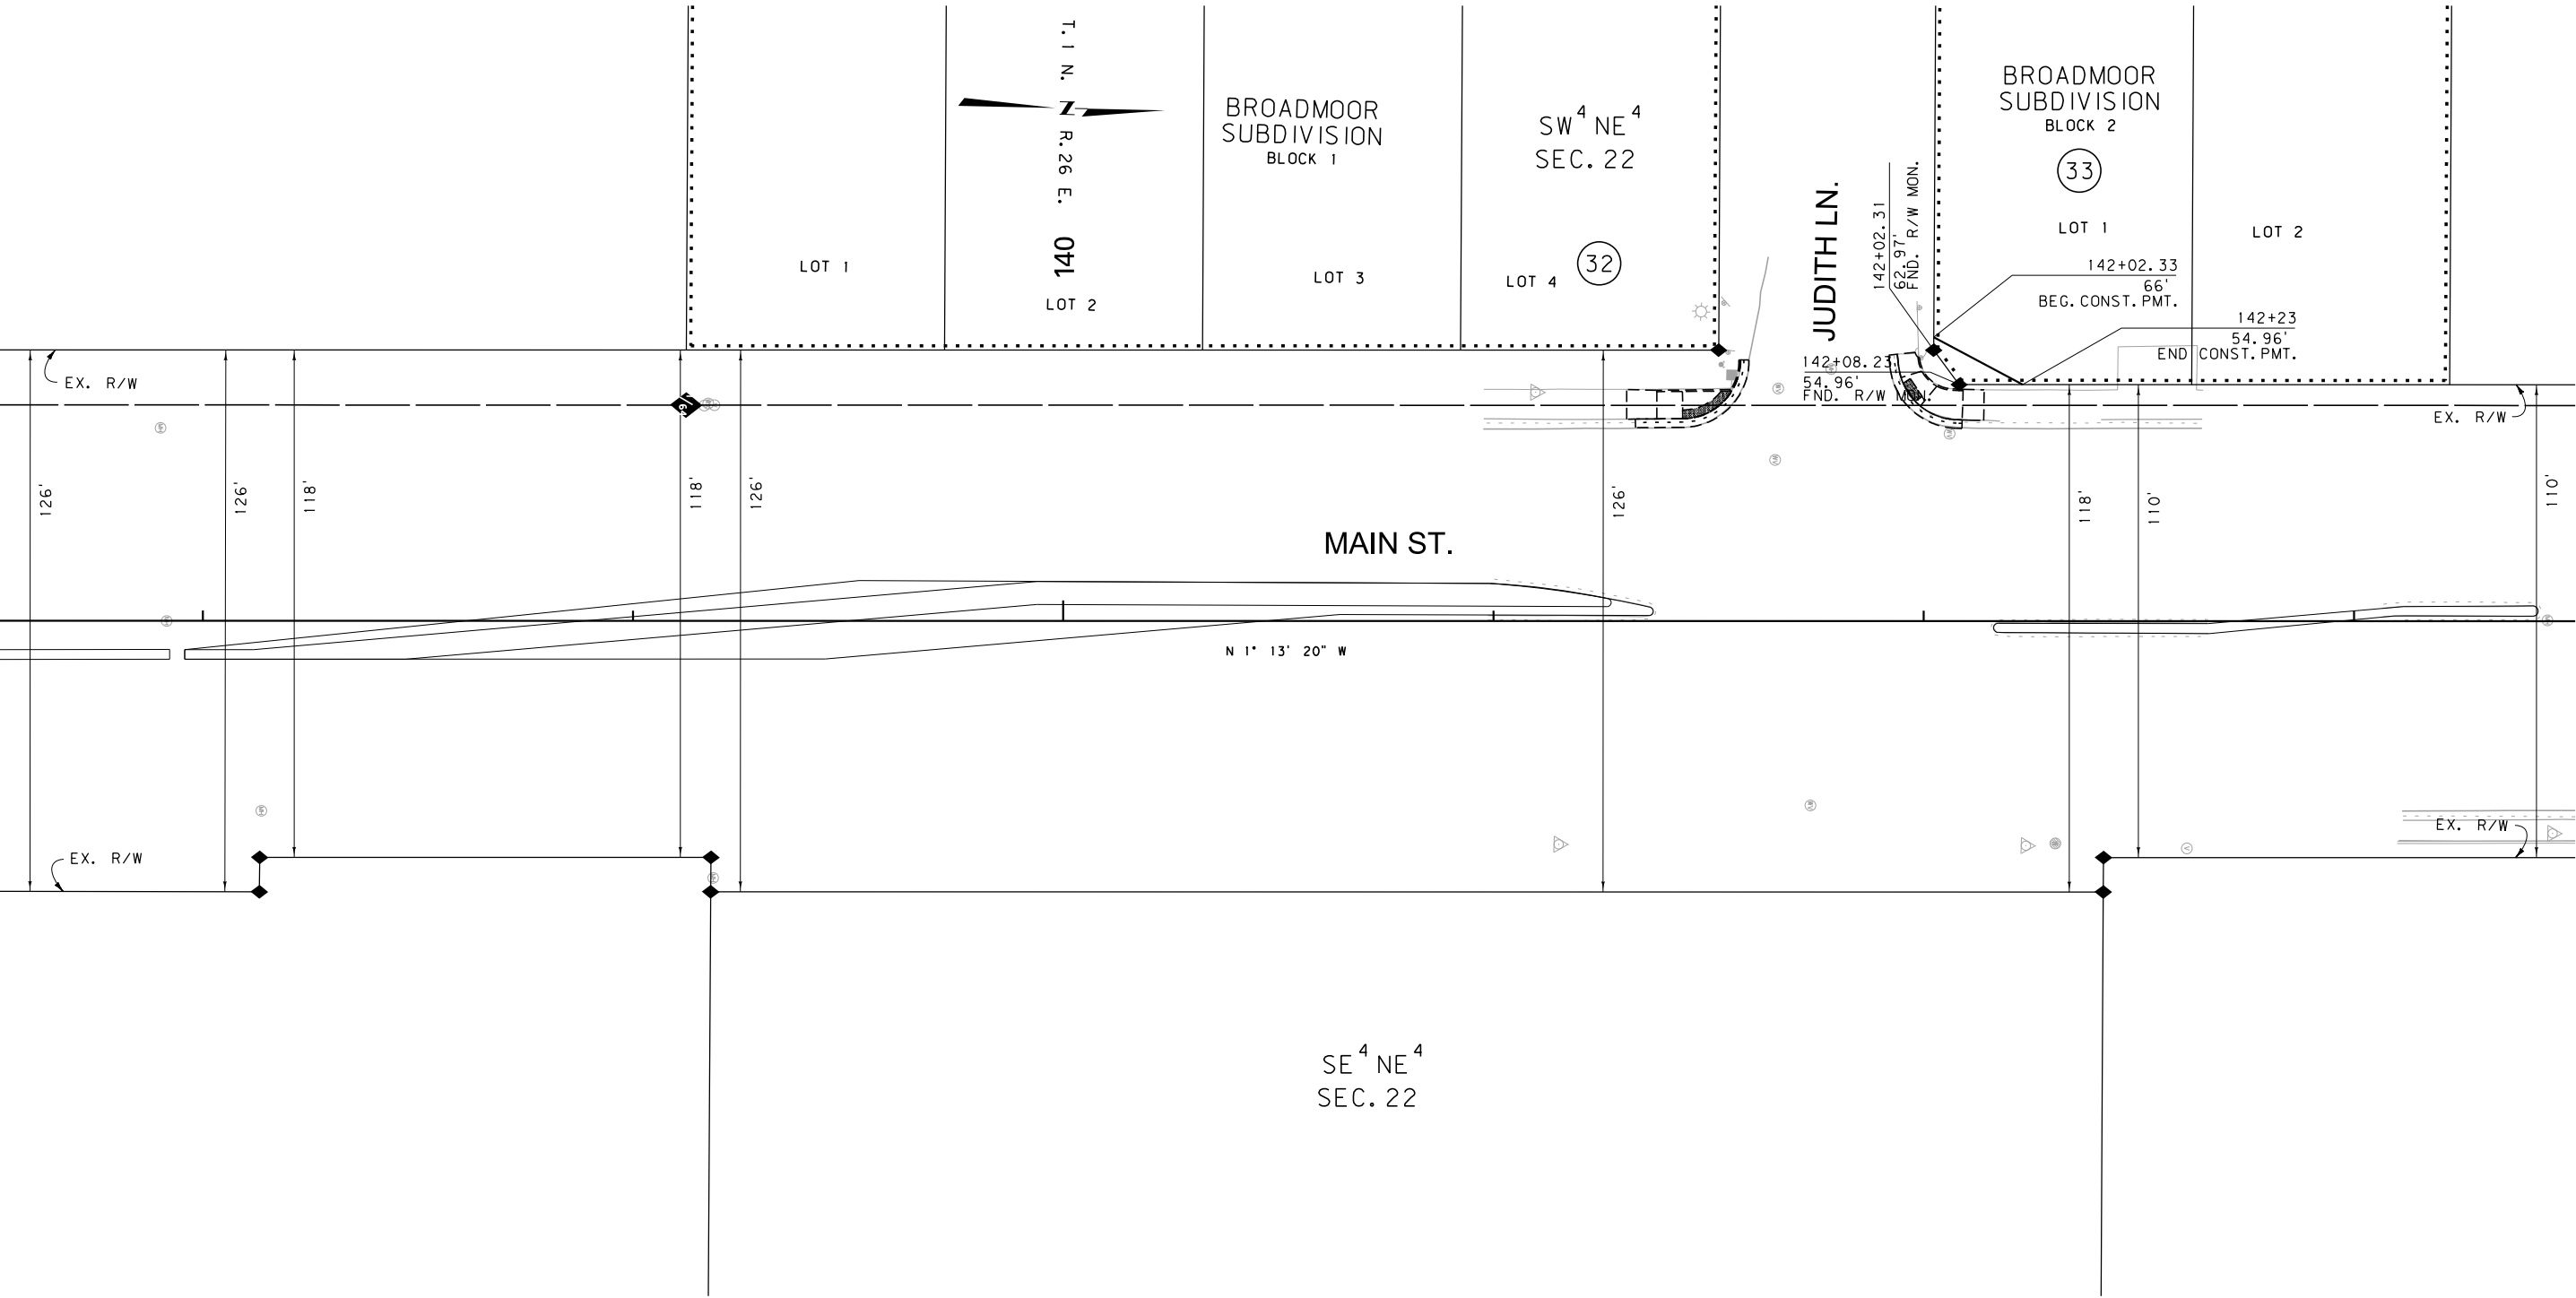 T. 1 N. R. 26 E.
N
140
BROADMOOR
SUBDIVISION
BLOCK 1
SW 4 NE 4
SEC. 22
BROADMOOR
SUBDIVISION
BLOCK 2
33
LOT 1
LOT 2
LOT 1
LOT 2
LOT 3
LOT 4
32
JUDITH LN.
142+02.31
62.97'
FND. R/W MON.
142+02.33
66'
BEG. CONST. PMT.
142+23
54.96'
END CONST. PMT.
142+08.23
54.96'
FND. R/W MON.
EX. R/W
EX. R/W
126'
126'
118'
118'
126'
126'
118'
110'
110'
MAIN ST.
N 1° 13' 20" W
EX. R/W
EX. R/W
SE 4 NE 4
SEC. 22